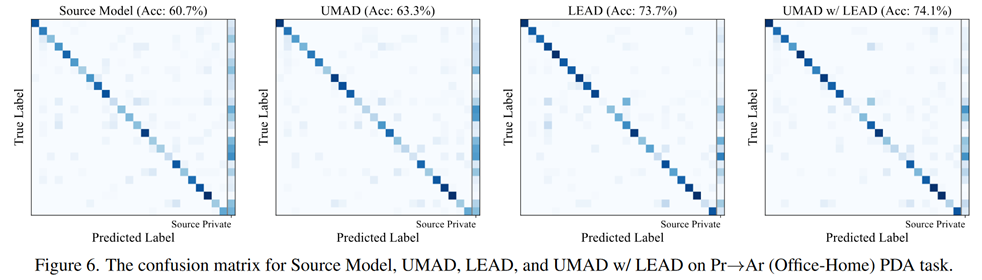 Source Model (Acc: 60.7%)
True Label
Source Private
Predicted Label
UMAD (Acc: 63.3%)
True Label
Source Private
Predicted Label
LEAD (Acc: 73.7%)
True Label
Source Private
Predicted Label
UMAD w/ LEAD (Acc: 74.1%)
True Label
Source Private
Predicted Label
Figure 6. The confusion matrix for Source Model, UMAD, LEAD, and UMAD w/ LEAD on Pr→Ar (Office-Home) PDA task.